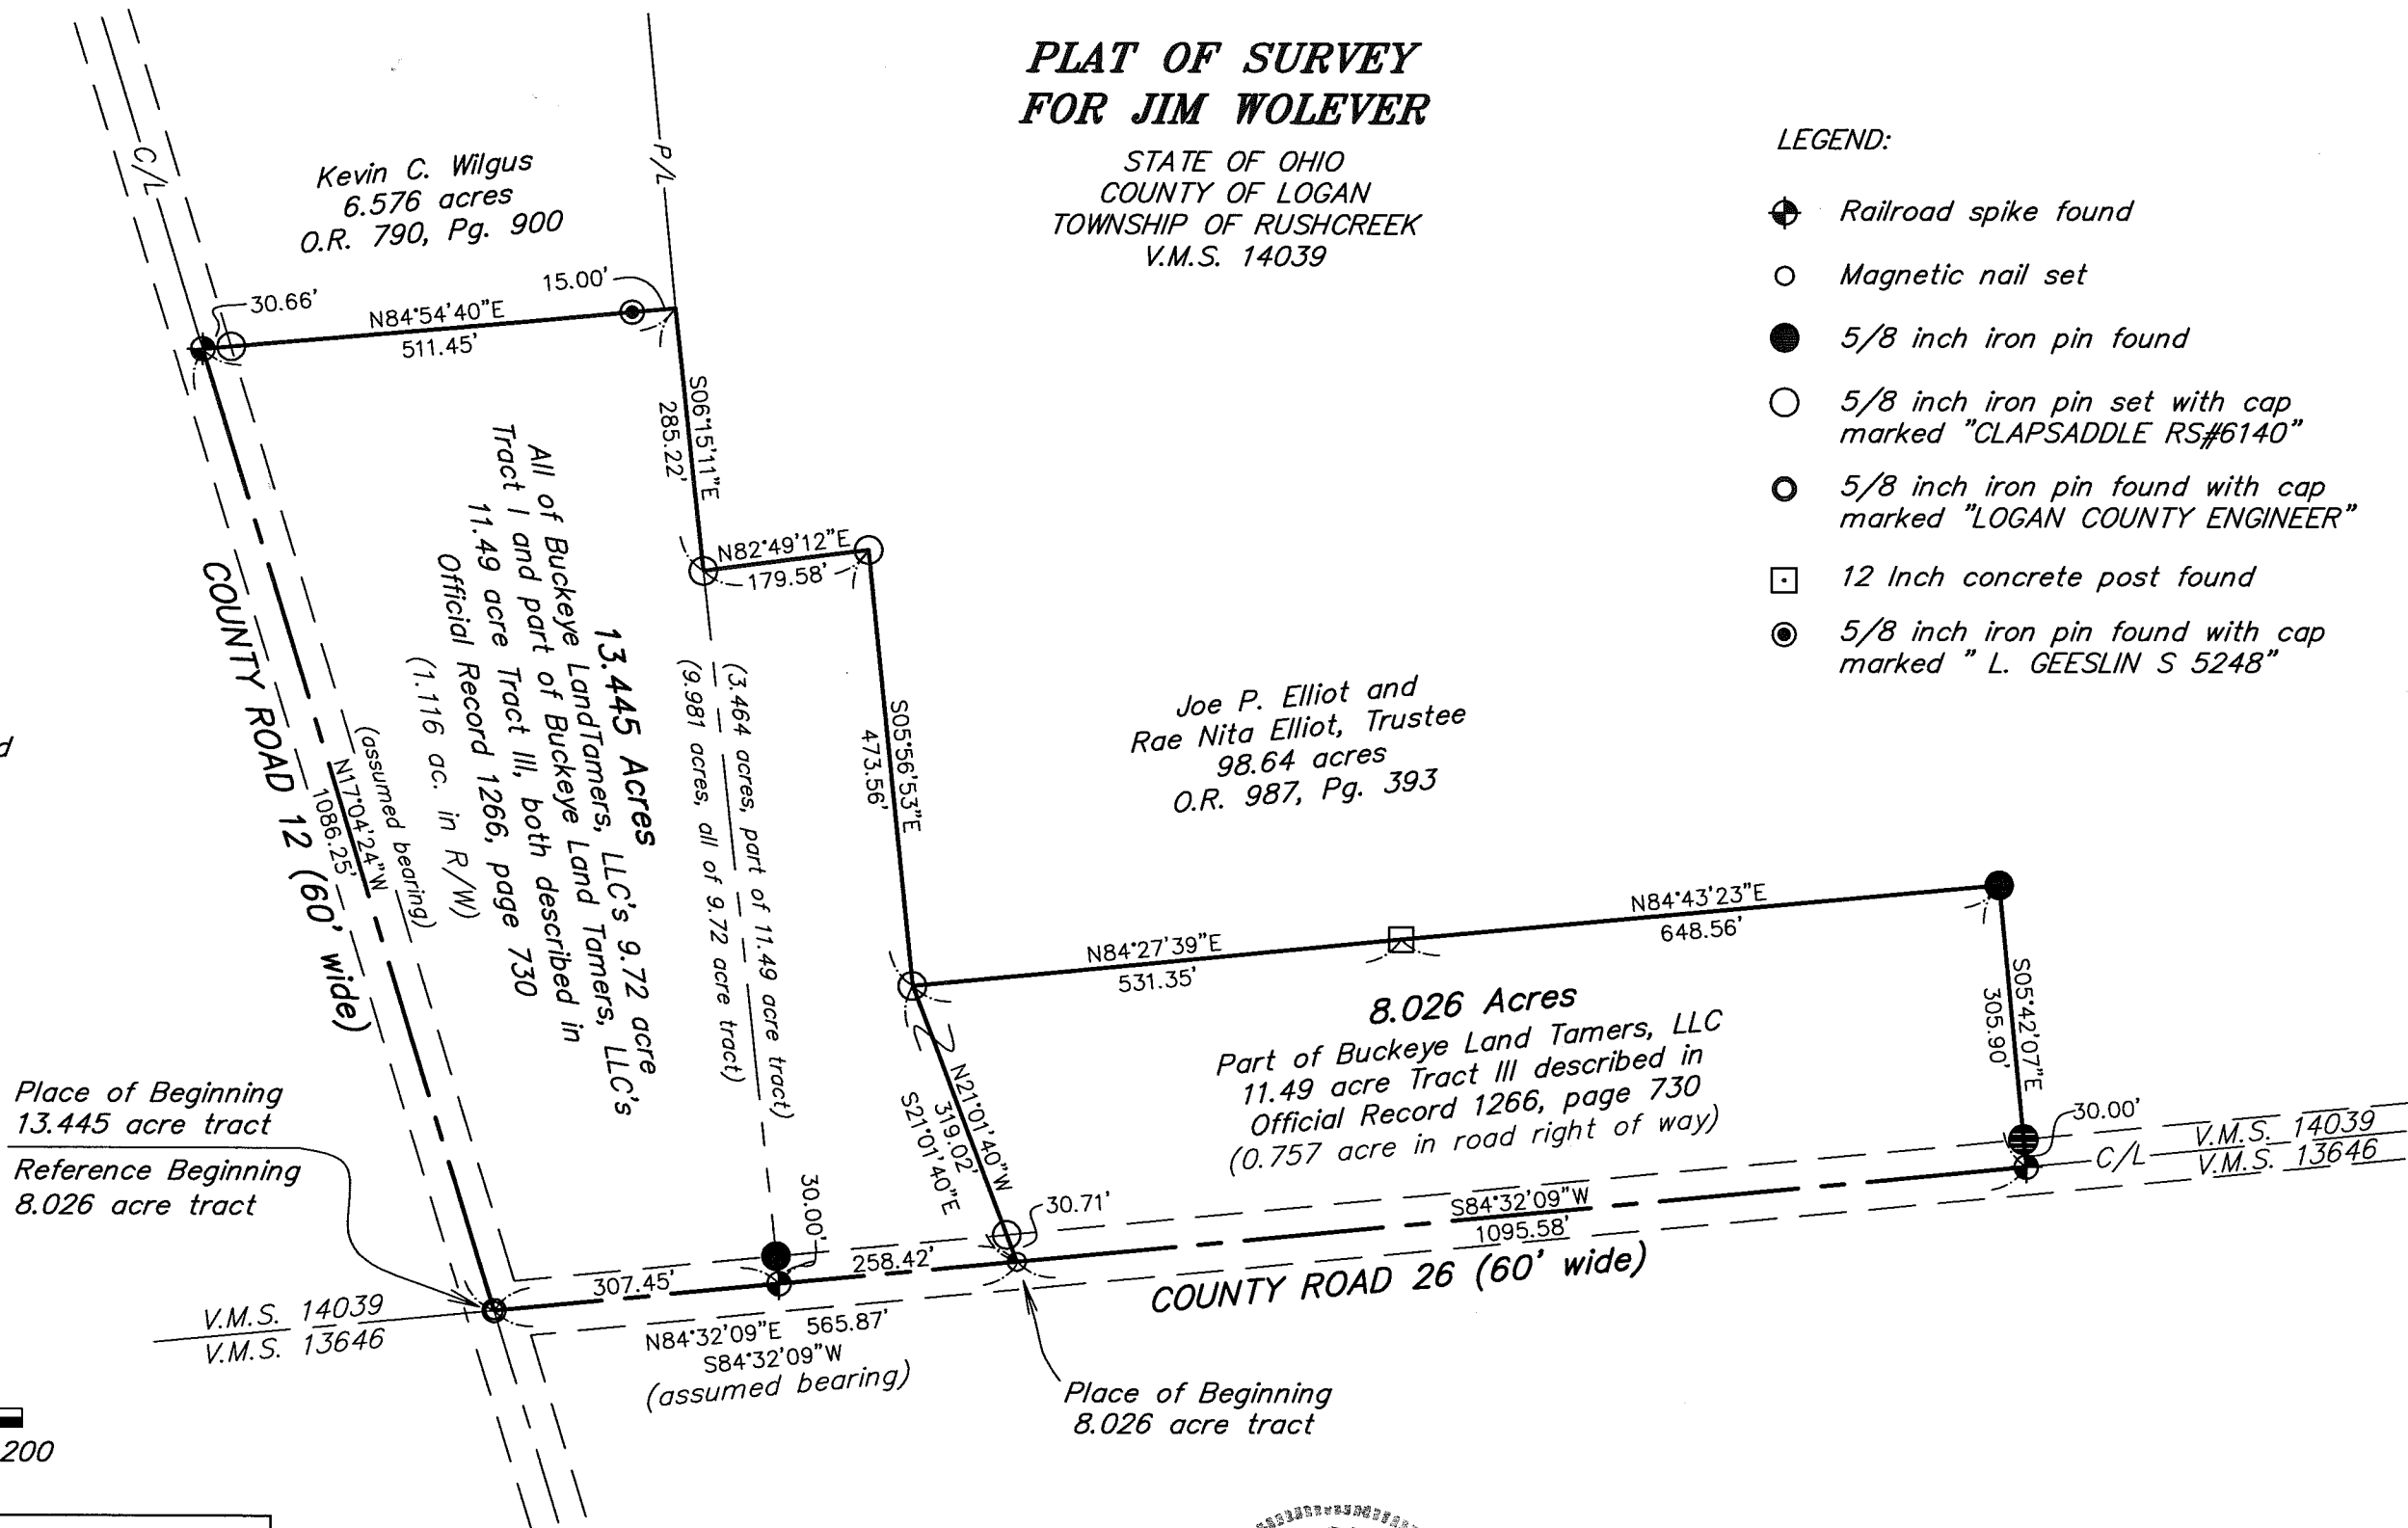 PLAT OF SURVEY
FOR JIM WOLEVER
STATE OF OHIO
COUNTY OF LOGAN
TOWNSHIP OF RUSHCREEK
V.M.S. 14039
LEGEND:
Railroad spike found
Magnetic nail set
5/8 inch iron pin found
5/8 inch iron pin set with cap
marked "CLAPSADDLE RS#6140"
5/8 inch iron pin found with cap
marked "LOGAN COUNTY ENGINEER"
12 Inch concrete post found
5/8 inch iron pin found with cap
marked " L. GEESLIN S 5248"
C/L
P/L
Kevin C. Wilgus
6.576 acres
O.R. 790, Pg. 900
30.66'
15.00'
N84°54'40"E
511.45'
S06°15'11"E
285.22'
N82°49'12"E
179.58'
S05°56'53"E
473.56'
13.445 Acres
All of Buckeye LandTamers, LLC's 9.72 acre
Tract I and part of Buckeye Land Tamers, LLC's
11.49 acre Tract III, both described in
Official Record 1266, page 730
(1.116 ac. in R/W)
(3.464 acres, part of 11.49 acre tract)
(9.981 acres, all of 9.72 acre tract)
COUNTY ROAD 12 (60' wide)
(assumed bearing)
N17°04'24"W
1086.25'
Joe P. Elliot and
Rae Nita Elliot, Trustee
98.64 acres
O.R. 987, Pg. 393
N84°27'39"E
531.35'
N84°43'23"E
648.56'
S05°42'07"E
305.90'
8.026 Acres
Part of Buckeye Land Tamers, LLC
11.49 acre Tract III described in
Official Record 1266, page 730
(0.757 acre in road right of way)
N21°01'40"W
319.02'
S21°01'40"E
30.00'
V.M.S. 14039
C/L
V.M.S. 13646
Place of Beginning
13.445 acre tract
Reference Beginning
8.026 acre tract
30.00'
30.71'
S84°32'09"W
1095.58'
COUNTY ROAD 26 (60' wide)
307.45'
258.42'
V.M.S. 14039
V.M.S. 13646
N84°32'09"E 565.87'
S84°32'09"W
(assumed bearing)
Place of Beginning
8.026 acre tract
200